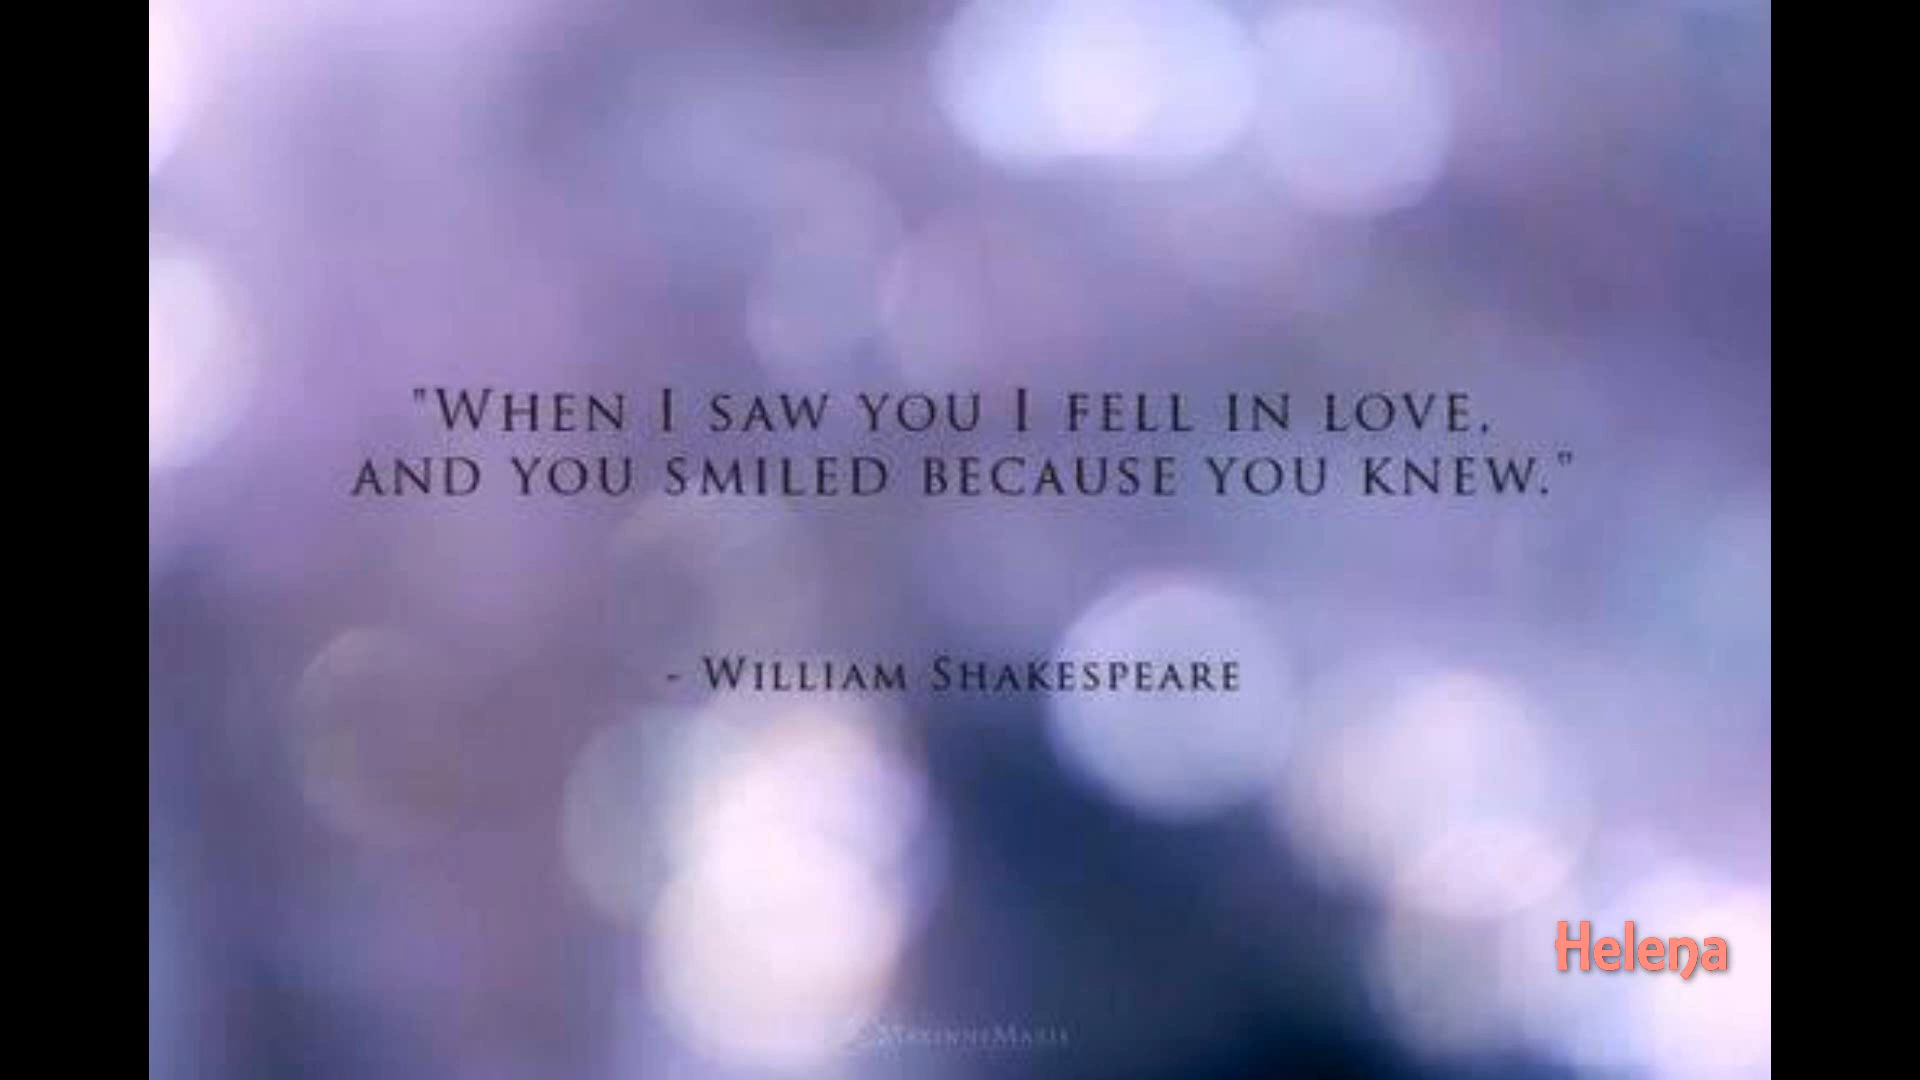 "When I saw you I fell in love,
and you smiled because you knew."
- William Shakespeare
Helena